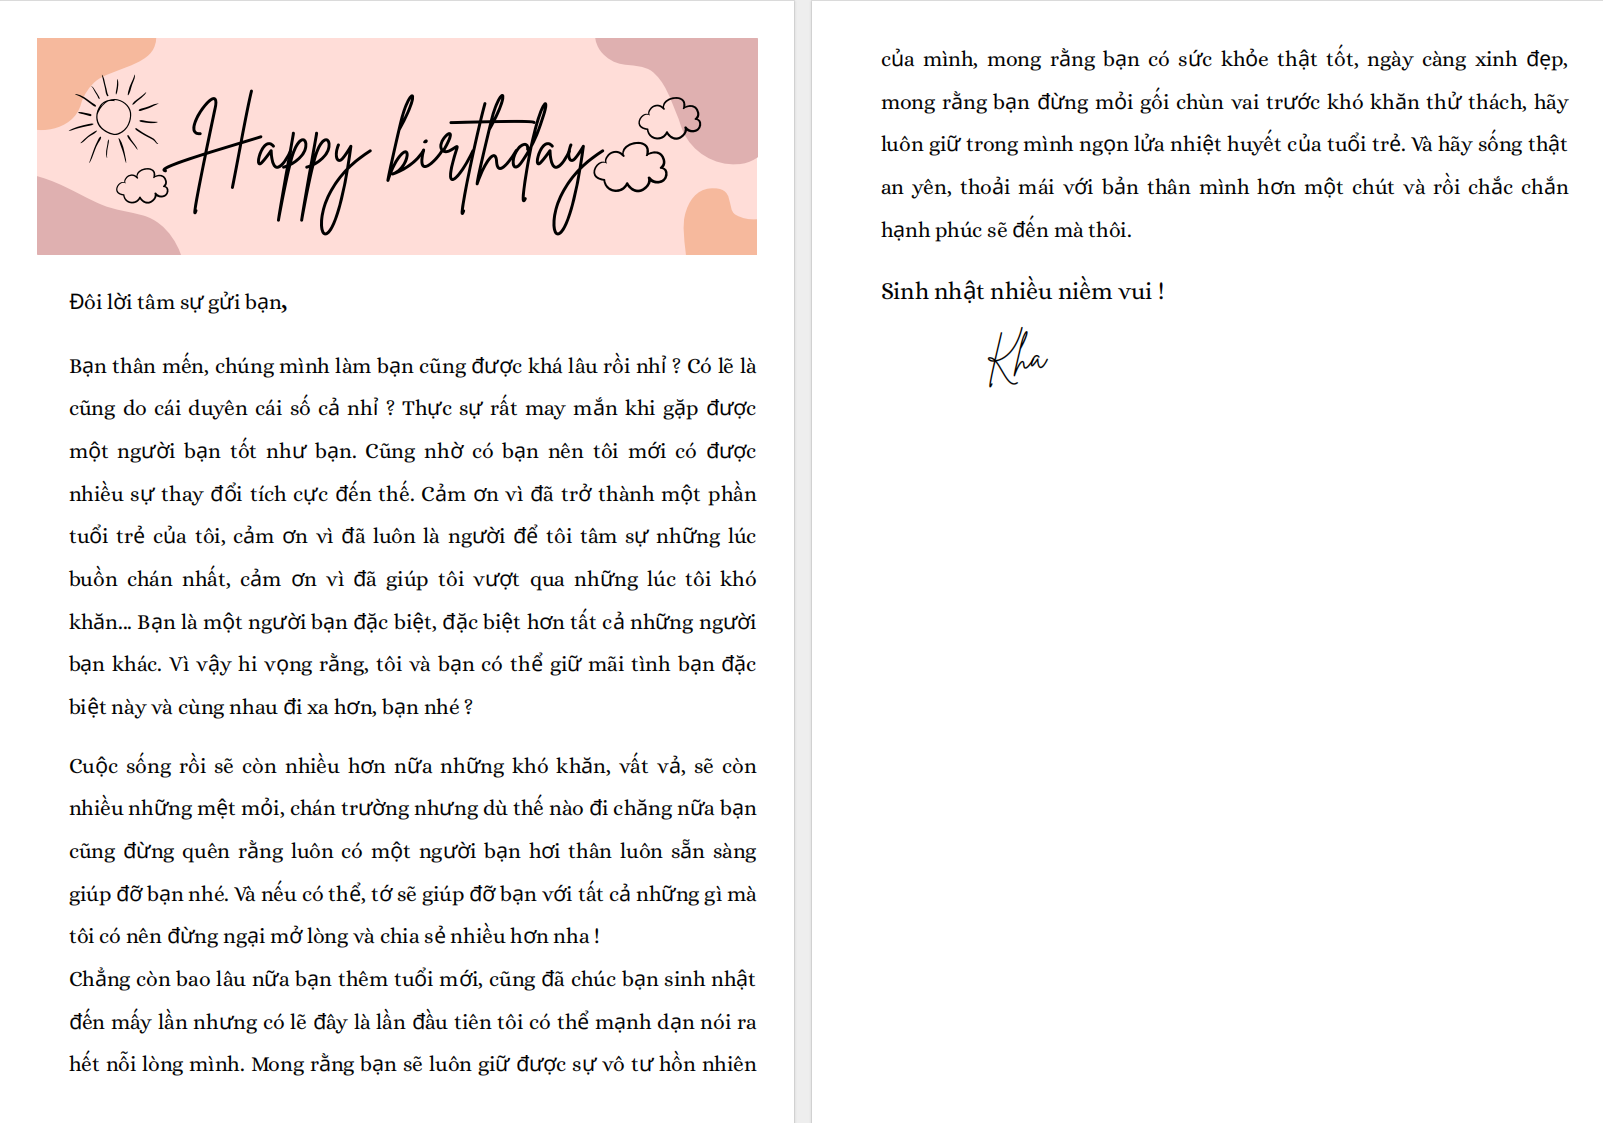 Happy birthday
Đôi lời tâm sự gửi bạn,
Bạn thân mến, chúng mình làm bạn cũng được khá lâu rồi nhỉ ? Có lẽ là
cũng do cái duyên cái số cả nhỉ ? Thực sự rất may mắn khi gặp được
một người bạn tốt như bạn. Cũng nhờ có bạn nên tôi mới có được
nhiều sự thay đổi tích cực đến thế. Cảm ơn vì đã trở thành một phần
tuổi trẻ của tôi, cảm ơn vì đã luôn là người để tôi tâm sự những lúc
buồn chán nhất, cảm ơn vì đã giúp tôi vượt qua những lúc tôi khó
khăn... Bạn là một người bạn đặc biệt, đặc biệt hơn tất cả những người
bạn khác. Vì vậy hi vọng rằng, tôi và bạn có thể giữ mãi tình bạn đặc
biệt này và cùng nhau đi xa hơn, bạn nhé ?
Cuộc sống rồi sẽ còn nhiều hơn nữa những khó khăn, vất vả, sẽ còn
nhiều những mệt mỏi, chán trường nhưng dù thế nào đi chăng nữa bạn
cũng đừng quên rằng luôn có một người bạn hơi thân luôn sẵn sàng
giúp đỡ bạn nhé. Và nếu có thể, tớ sẽ giúp đỡ bạn với tất cả những gì mà
tôi có nên đừng ngại mở lòng và chia sẻ nhiều hơn nha !
Chẳng còn bao lâu nữa bạn thêm tuổi mới, cũng đã chúc bạn sinh nhật
đến mấy lần nhưng có lẽ đây là lần đầu tiên tôi có thể mạnh dạn nói ra
hết nỗi lòng mình. Mong rằng bạn sẽ luôn giữ được sự vô tư hồn nhiên
của mình, mong rằng bạn có sức khỏe thật tốt, ngày càng xinh đẹp,
mong rằng bạn đừng mỏi gối chùn vai trước khó khăn thử thách, hãy
luôn giữ trong mình ngọn lửa nhiệt huyết của tuổi trẻ. Và hãy sống thật
an yên, thoải mái với bản thân mình hơn một chút và rồi chắc chắn
hạnh phúc sẽ đến mà thôi.
Sinh nhật nhiều niềm vui !
Kha